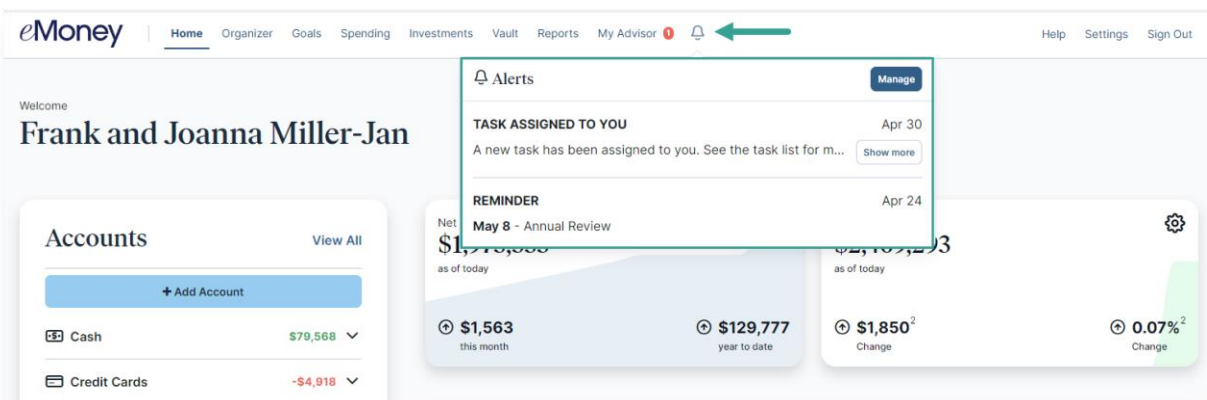 eMoney
Home Organizer Goals Spending Investments Vault Reports My Advisor 1
Help Settings Sign Out
Alerts
Manage
TASK ASSIGNED TO YOU Apr 30
A new task has been assigned to you. See the task list for m... Show more
REMINDER Apr 24
May 8 - Annual Review
Welcome
Frank and Joanna Miller-Jan
Accounts View All
+ Add Account
Cash $79,568
Credit Cards -$4,918
Net
as of today
$1,563
this month
$129,777
year to date
as of today
$1,850 2
Change
0.07% 2
Change